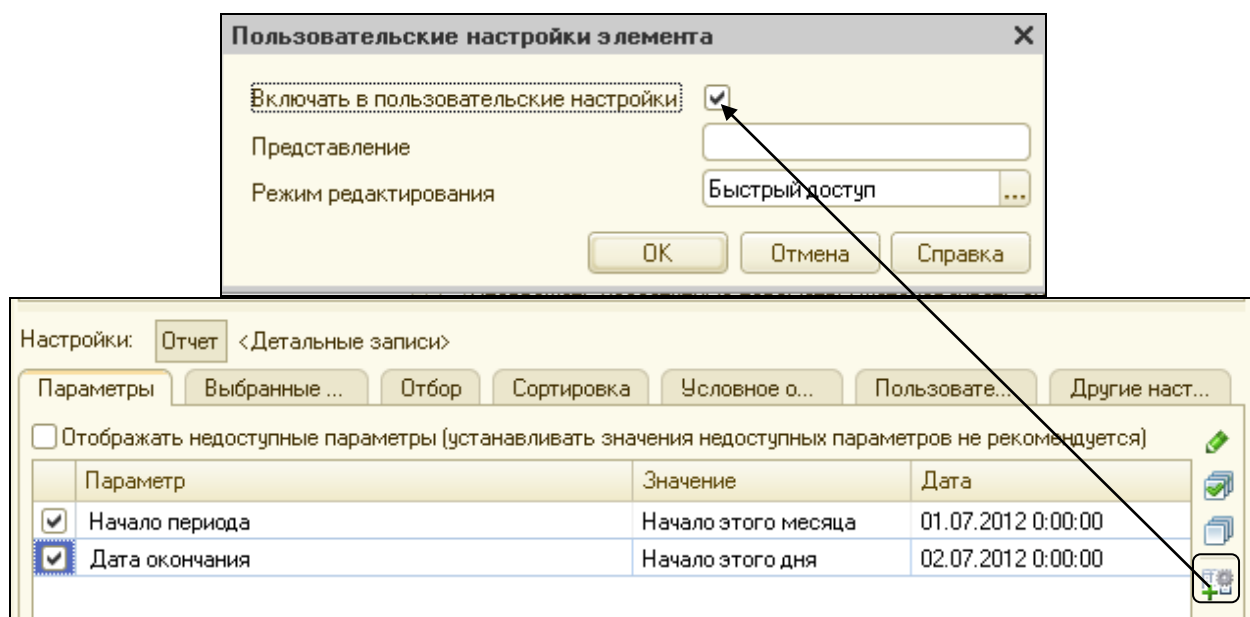 Пользовательские настройки элемента
Включать в пользовательские настройки
Представление
Режим редактирования Быстрый доступ ...
ОК Отмена Справка
Настройки: Отчет <Детальные записи>
Параметры Выбранные ... Отбор Сортировка Условное о... Пользовате... Другие наст...
Отображать недоступные параметры (устанавливать значения недоступных параметров не рекомендуется)
Параметр Значение Дата
Начало периода Начало этого месяца 01.07.2012 0:00:00
Дата окончания Начало этого дня 02.07.2012 0:00:00